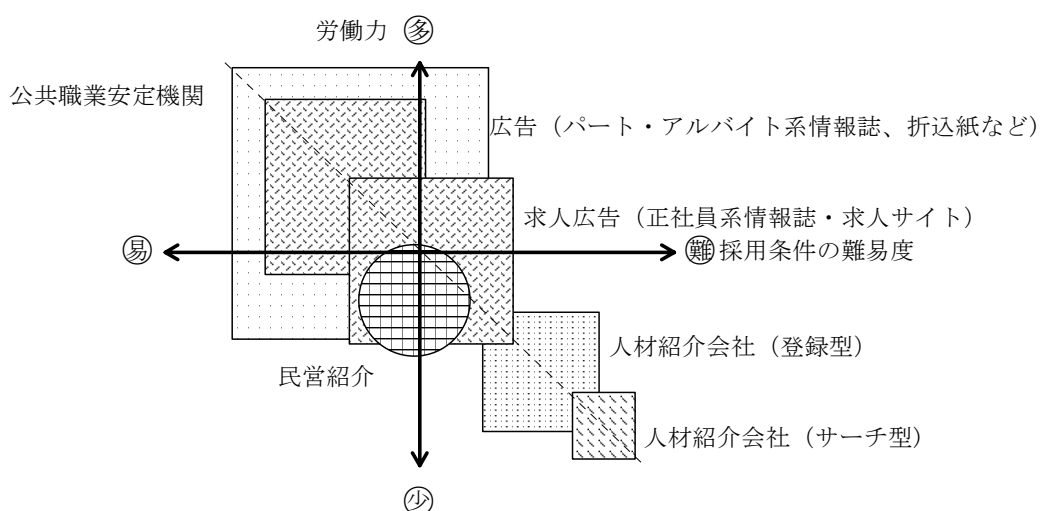 労働力 ㊛多
公共職業安定機関
広告（パート・アルバイト系情報誌、折込紙など）
求人広告（正社員系情報誌・求人サイト）
易
難 採用条件の難易度
人材紹介会社（登録型）
民営紹介
人材紹介会社（サーチ型）
少